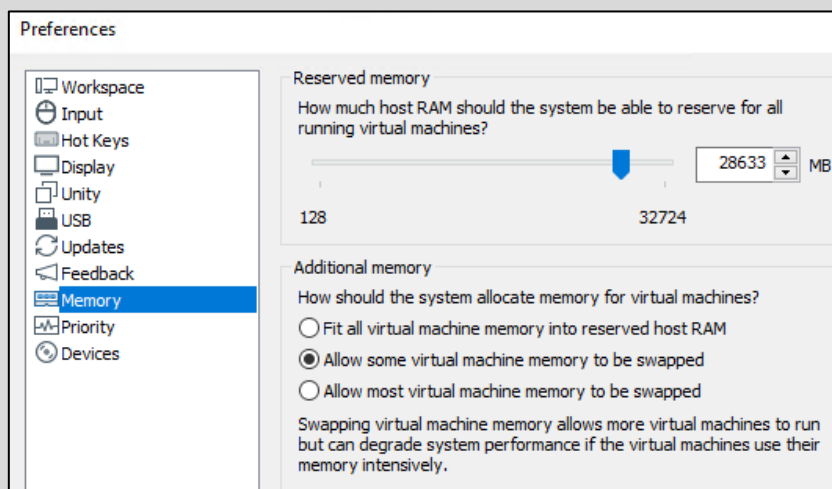 Preferences
Workspace
Input
Hot Keys
Display
Unity
USB
Updates
Feedback
Memory
Priority
Devices
Reserved memory
How much host RAM should the system be able to reserve for all
running virtual machines?
28633 MB
128 32724
Additional memory
How should the system allocate memory for virtual machines?
Fit all virtual machine memory into reserved host RAM
Allow some virtual machine memory to be swapped
Allow most virtual machine memory to be swapped
Swapping virtual machine memory allows more virtual machines to run
but can degrade system performance if the virtual machines use their
memory intensively.